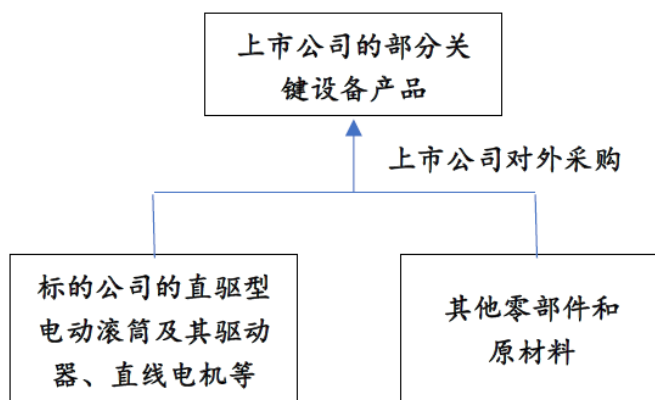 上市公司的部分关
键设备产品
上市公司对外采购
标的公司的直驱型
电动滚筒及其驱动
器、直线电机等
其他零部件和
原材料